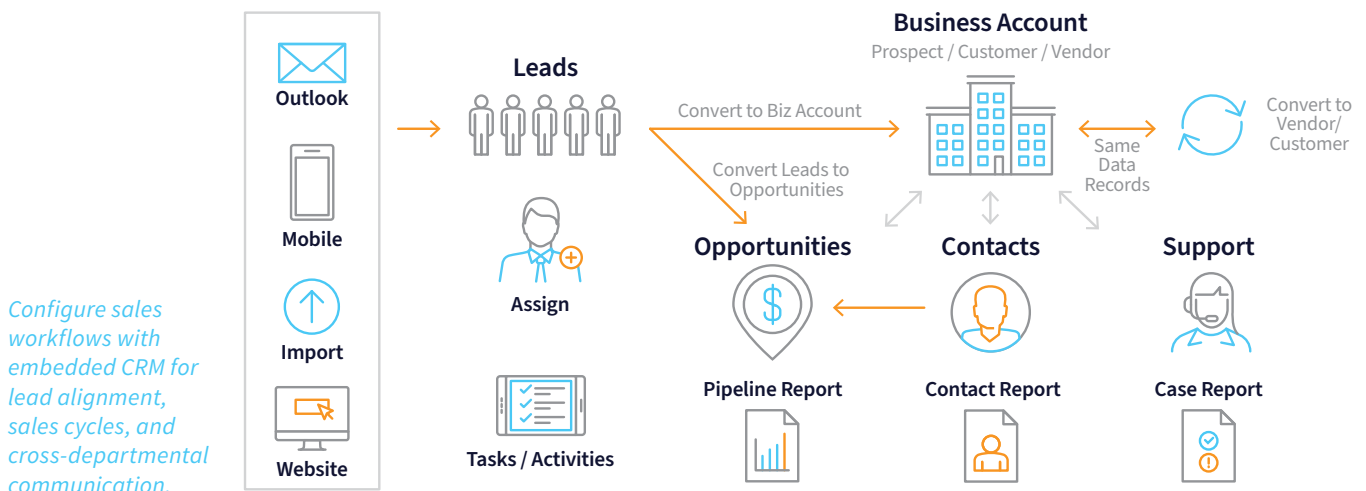 Configure sales
workflows with
embedded CRM for
lead alignment,
sales cycles, and
cross-departmental
communication.
Outlook
Mobile
Import
Website
Leads
Assign
Tasks / Activities
Convert to Biz Account
Convert Leads to
Opportunities
Business Account
Prospect / Customer / Vendor
Same
Data
Records
Convert to
Vendor/
Customer
Opportunities
$
Pipeline Report
Contacts
Contact Report
Support
Case Report